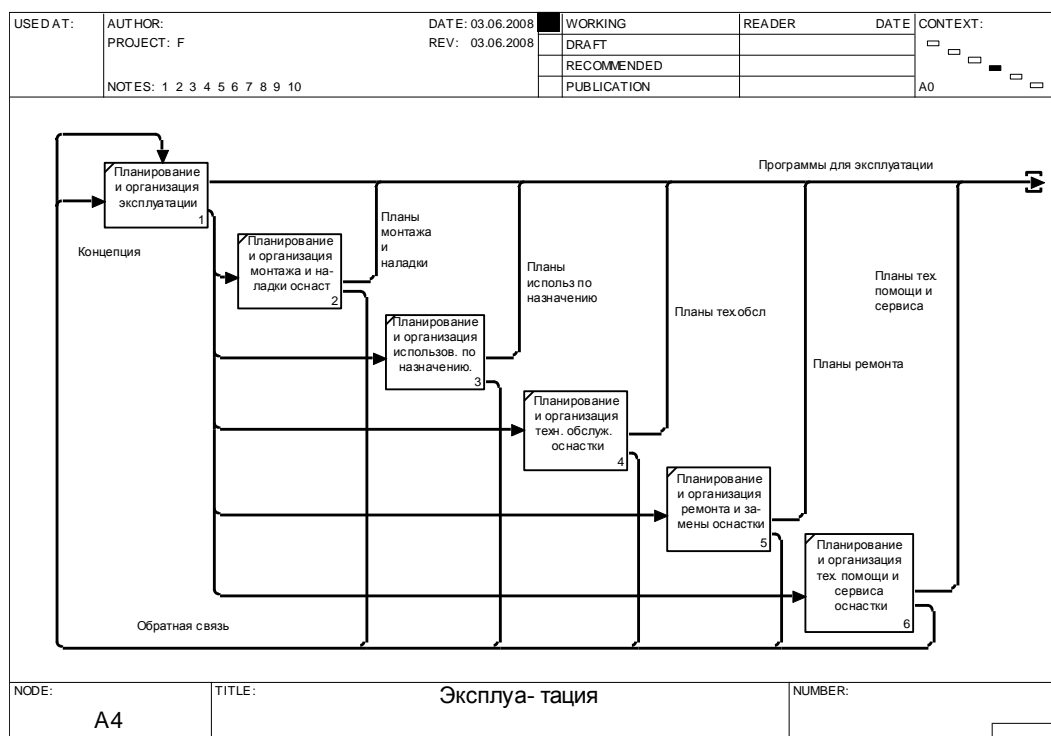 USED AT:
AUTHOR:
DATE: 03.06.2008
WORKING
READER
DATE
CONTEXT:
PROJECT: F
REV: 03.06.2008
DRAFT
RECOMMENDED
NOTES: 1 2 3 4 5 6 7 8 9 10
PUBLICATION
A0
Программы для эксплуатации
Планирование
и организация
эксплуатации
1
Концепция
Планы
монтажа
и
наладки
Планирование
и организация
монтажа и на-
ладки оснаст
2
Планы
использ по
назначению
Планы тех.
помощи и
сервиса
Планы тех.обсл
Планирование
и организация
использов. по
назначению.
3
Планы ремонта
Планирование
и организация
техн. обслуж.
оснастки
4
Планирование
и организация
ремонта и за-
мены оснастки
5
Планирование
и организация
тех. помощи и
сервиса
оснастки
6
Обратная связь
NODE:
TITLE:
NUMBER:
A4
Эксплуа- тация